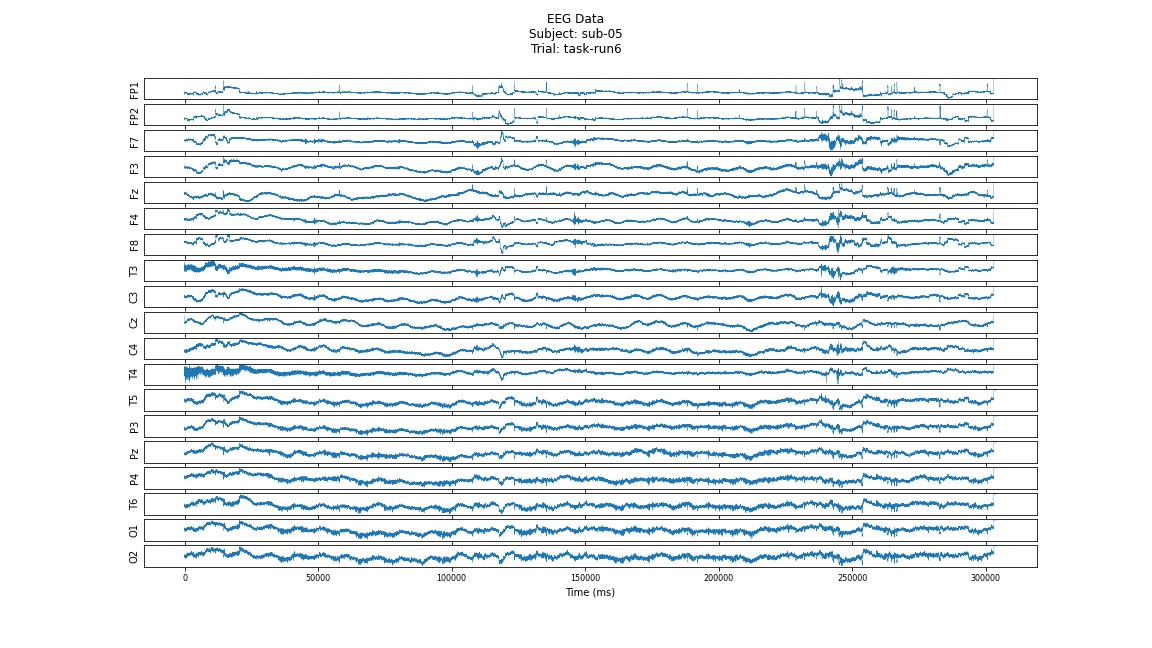 EEG Data
Subject: sub-05
Trial: task-run6
FP1
FP2
F7
F3
Fz
F4
F8
T3
C3
Cz
C4
T4
T5
P3
Pz
P4
T6
O1
O2
0 50000 100000 150000 200000 250000 300000
Time (ms)